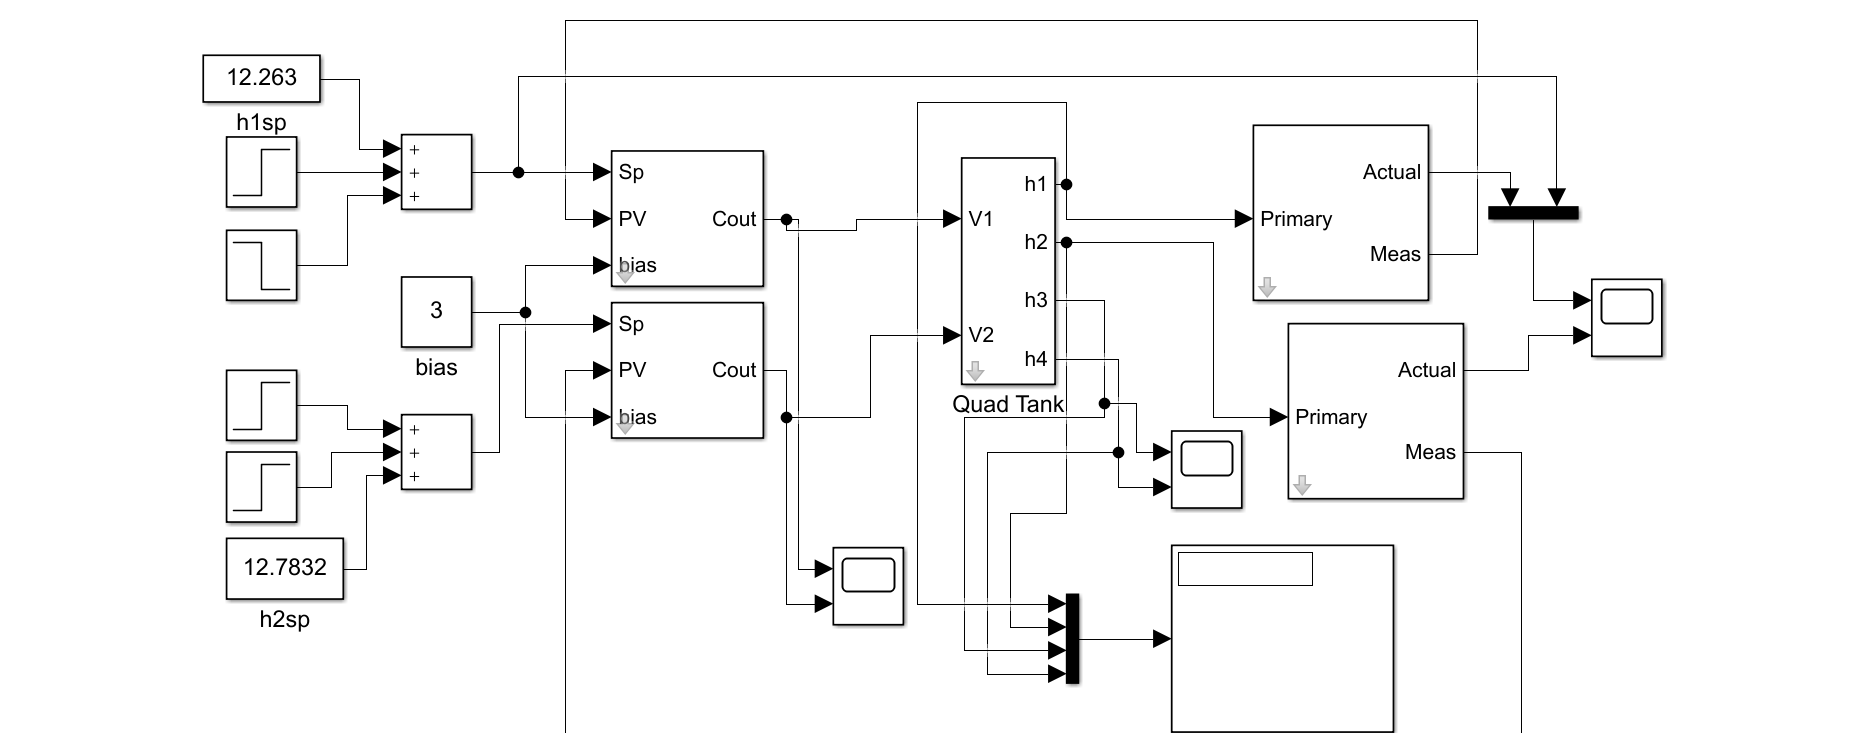 12.263
h1sp
+
+
+
Sp
PV
bias
Cout
3
bias
Sp
PV
bias
Cout
+
+
+
12.7832
h2sp
V1
V2
h1
h2
h3
h4
Quad Tank
Primary
Actual
Meas
Primary
Actual
Meas